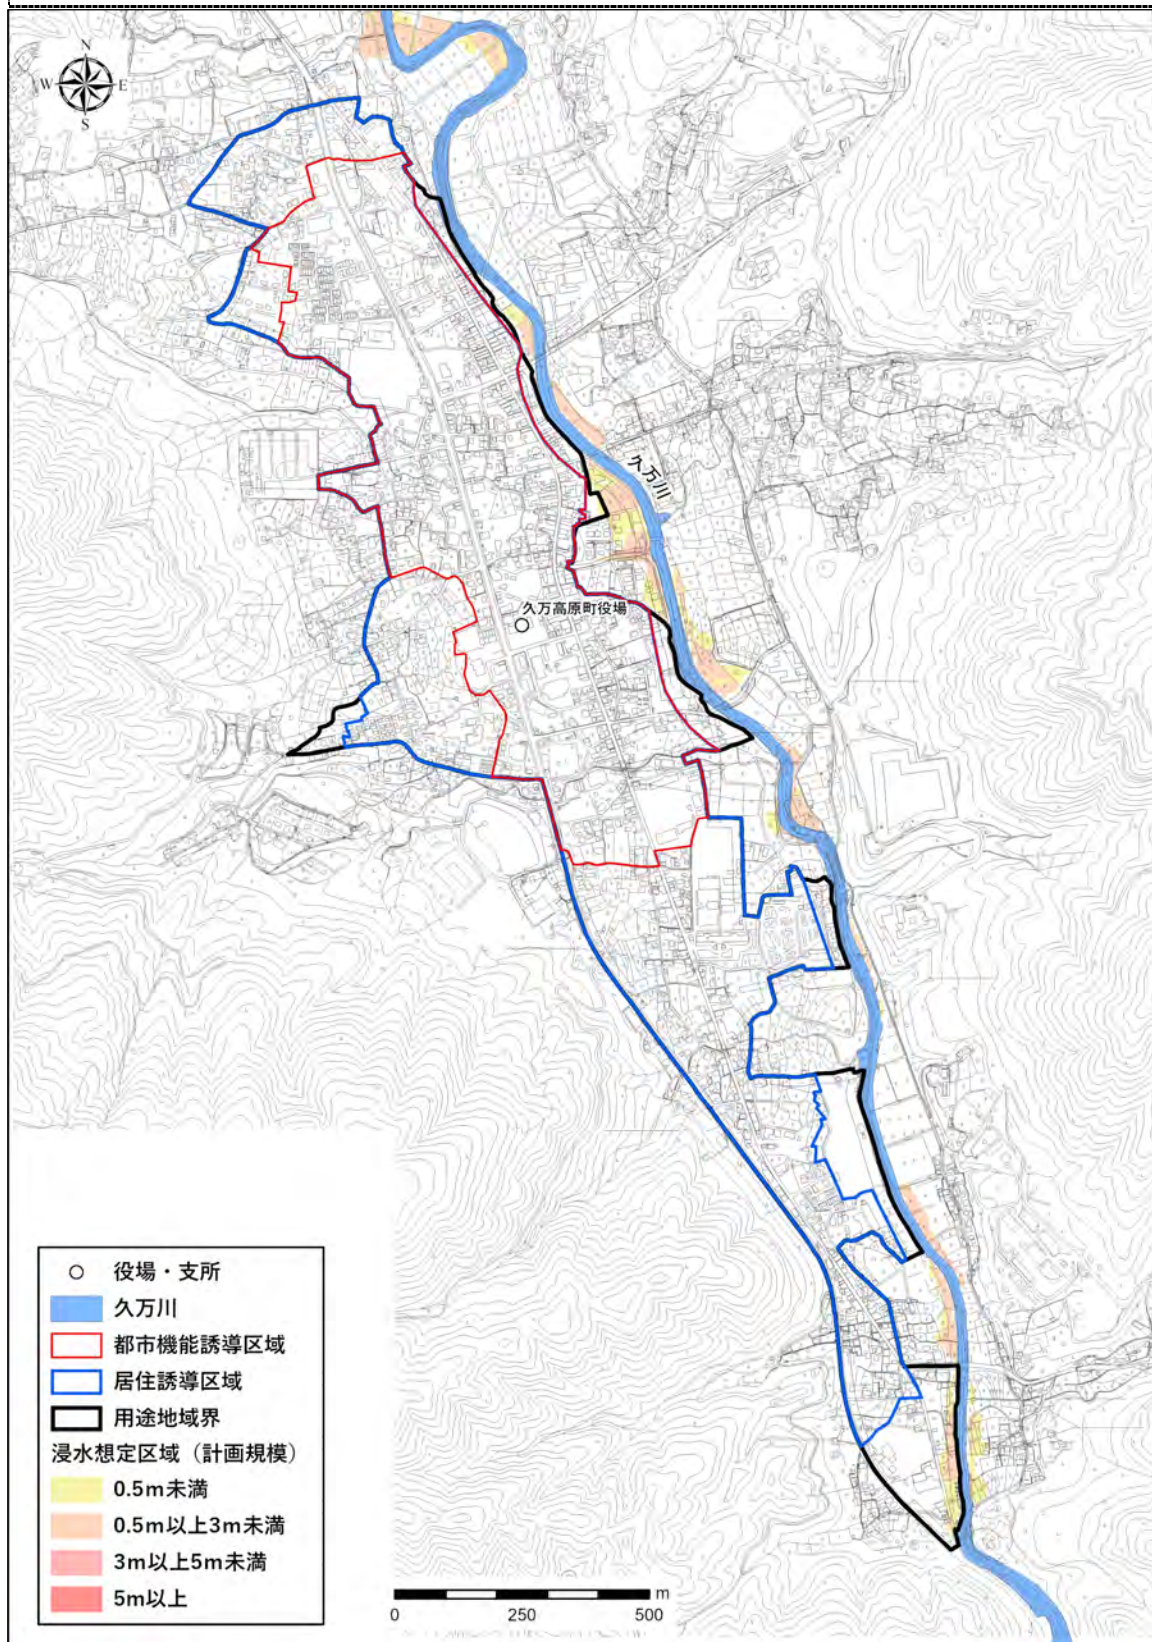 N
W E
S
久万川
久万高原町役場
役場・支所
久万川
都市機能誘導区域
居住誘導区域
用途地域界
浸水想定区域（計画規模）
0.5m未満
0.5m以上3m未満
3m以上5m未満
5m以上
m
0 250 500